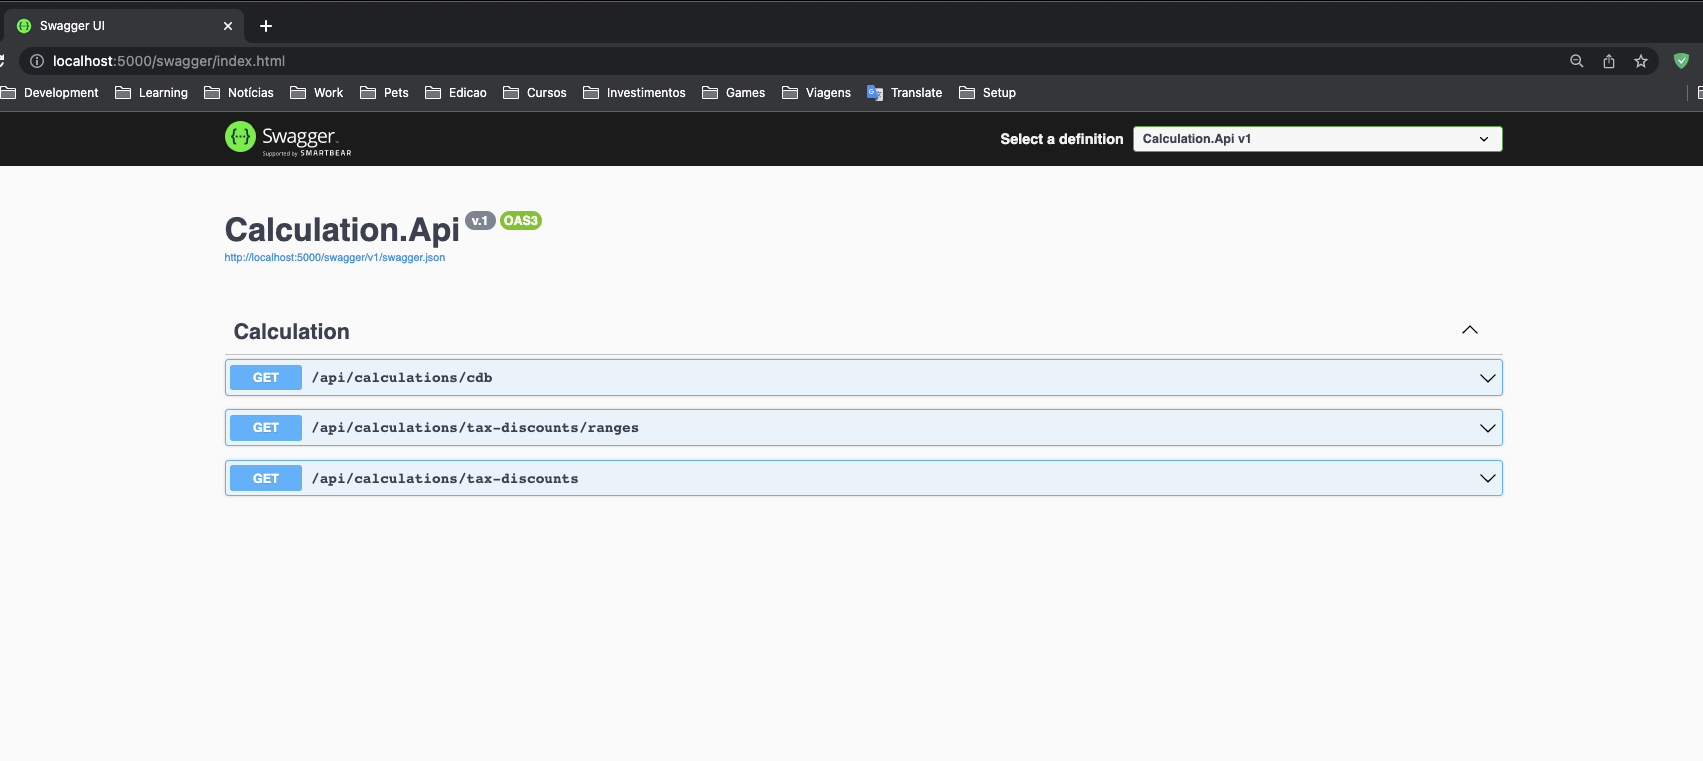 Swagger UI
localhost:5000/swagger/index.html
Development Learning Notícias Work Pets Edicao Cursos Investimentos Games Viagens Translate Setup
Swagger
Supported by SMARTBEAR
Select a definition Calculation.Api v1
Calculation.Api v.1 OAS3
http://localhost:5000/swagger/v1/swagger.json
Calculation
GET /api/calculations/cdb
GET /api/calculations/tax-discounts/ranges
GET /api/calculations/tax-discounts